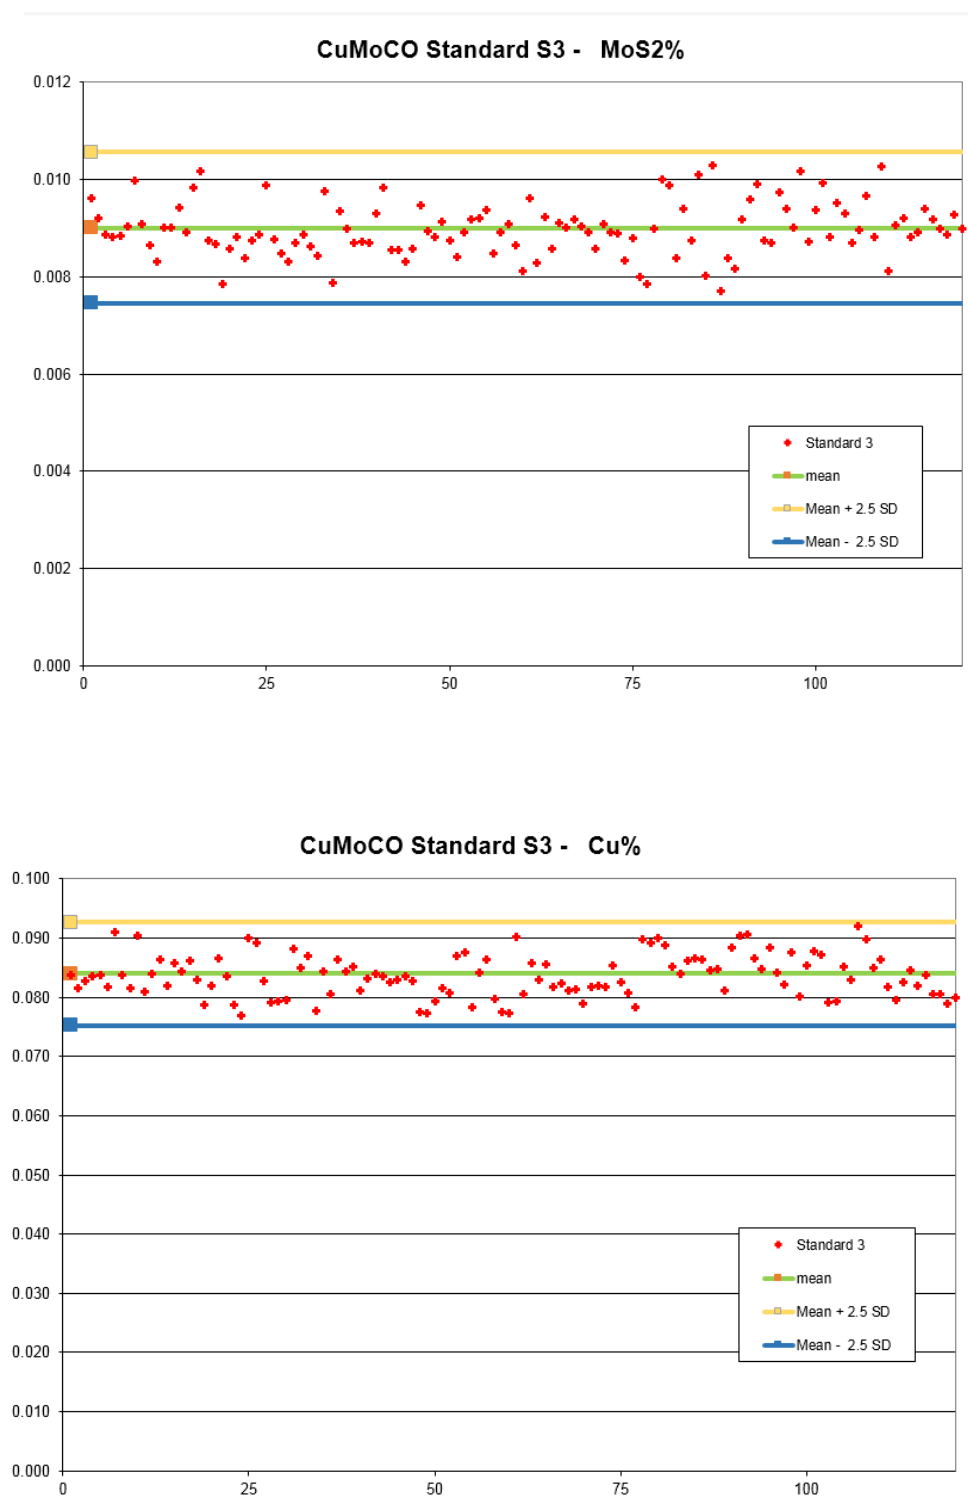 CuMoCO Standard S3 -   MoS2%
0.012
0.010
0.008
0.006
0.004
0.002
0.000
0
25
50
75
100
Standard 3
mean
Mean + 2.5 SD
Mean -  2.5 SD
CuMoCO Standard S3 -   Cu%
0.100
0.090
0.080
0.070
0.060
0.050
0.040
0.030
0.020
0.010
0.000
0
25
50
75
100
Standard 3
mean
Mean + 2.5 SD
Mean -  2.5 SD